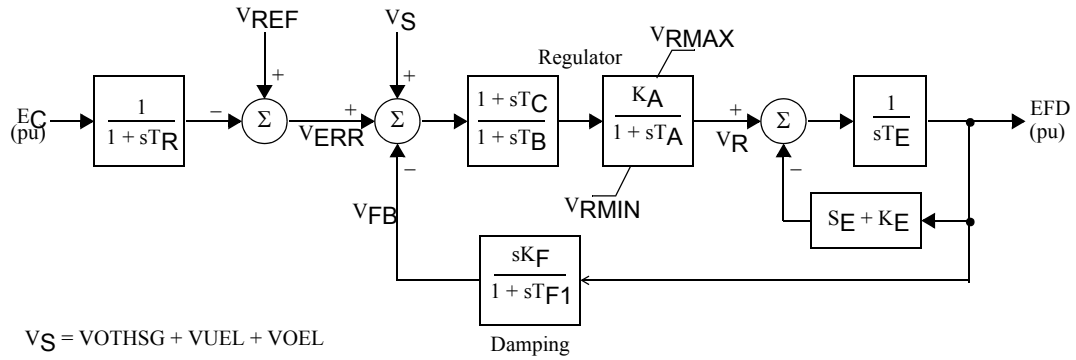 VREF
VS
VRMAX
Regulator
EC
(pu)
1
1 + sTR
−
+
Σ
+
VERR
+
Σ
−
1 + sTC
1 + sTB
KA
1 + sTA
+
VR
Σ
−
1
sTE
EFD
(pu)
VRMIN
VFB
SE + KE
sKF
1 + sTF1
VS = VOTHSG + VUEL + VOEL
Damping